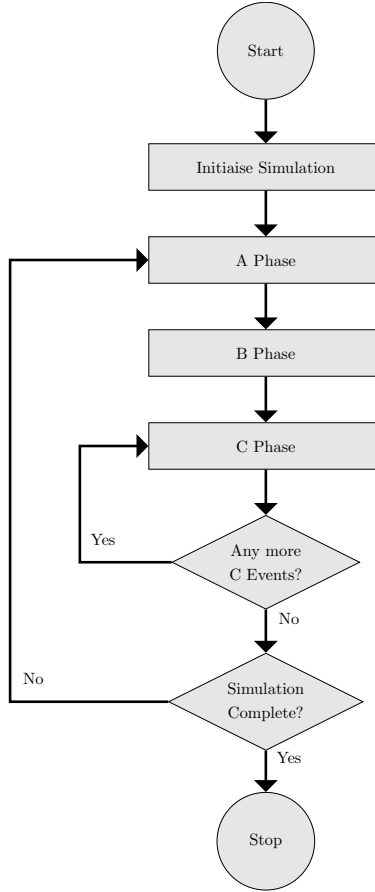 Start
Initiaise Simulation
A Phase
B Phase
C Phase
Yes
Any more
C Events?
No
No
Simulation
Complete?
Yes
Stop